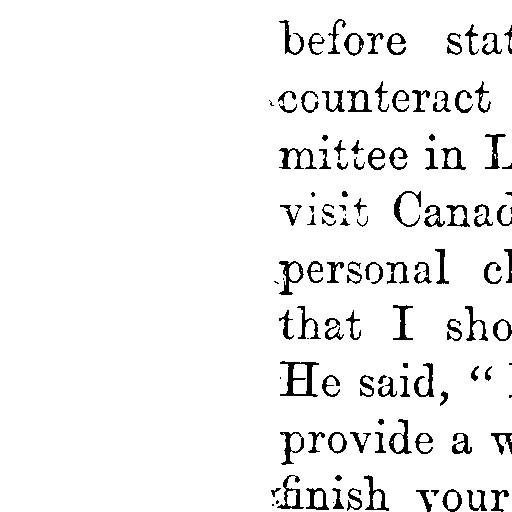 before stat
counteract
mittee in L
visit Canad
personal cl
that I sho
He said, "
provide a w
finish your